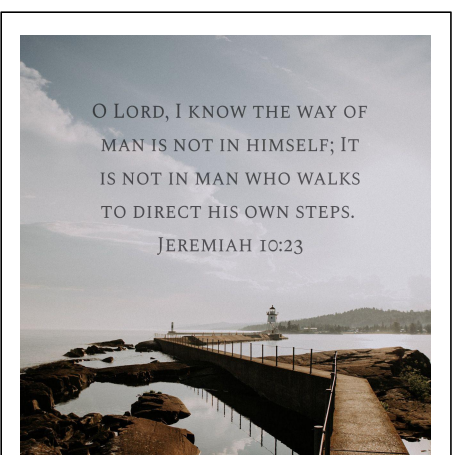 O Lord, I know the way of
man is not in himself; It
is not in man who walks
to direct his own steps.
Jeremiah 10:23